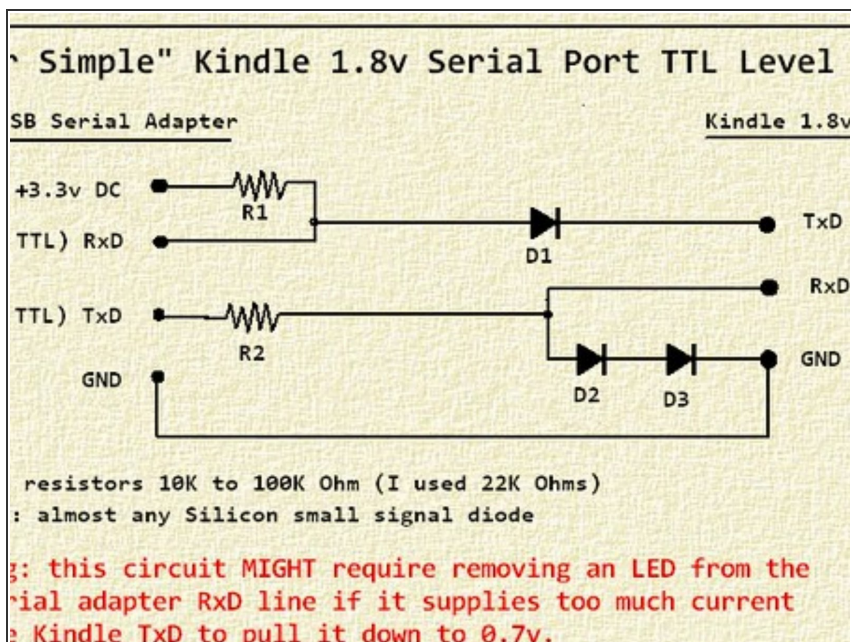 r Simple" Kindle 1.8v Serial Port TTL Level
SB Serial Adapter
Kindle 1.8v
+3.3v DC
R1
TxD
TTL) RxD
D1
RxD
TTL) TxD
R2
GND
GND
D2
D3
resistors 10K to 100K Ohm (I used 22K Ohms)
: almost any Silicon small signal diode
g: this circuit MIGHT require removing an LED from the
rial adapter RxD line if it supplies too much current
e Kindle TxD to pull it down to 0.7v.